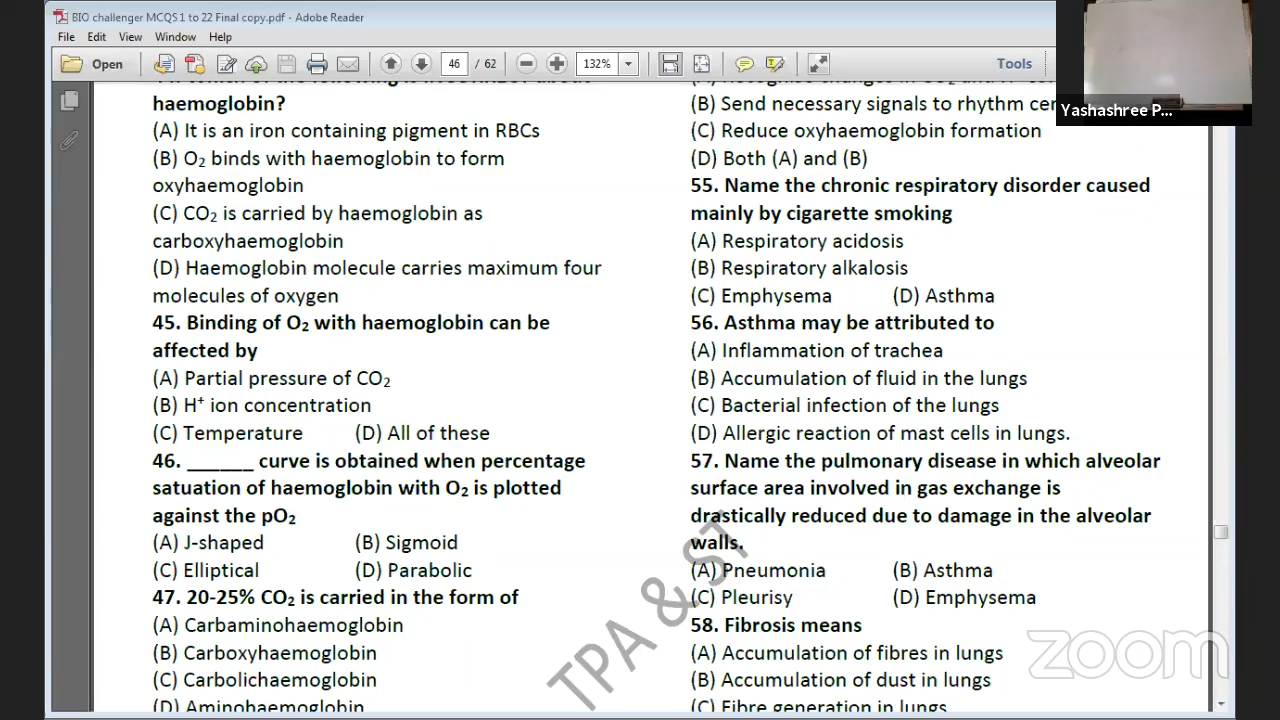 BIO challenger MCQS 1 to 22 Final copy.pdf - Adobe Reader
File Edit View Window Help
Open 46 / 62 132% Tools
Yashashree P...
haemoglobin?
(A) It is an iron containing pigment in RBCs
(B) O₂ binds with haemoglobin to form
oxyhaemoglobin
(C) CO₂ is carried by haemoglobin as
carboxyhaemoglobin
(D) Haemoglobin molecule carries maximum four
molecules of oxygen
45. Binding of O₂ with haemoglobin can be
affected by
(A) Partial pressure of CO₂
(B) H⁺ ion concentration
(C) Temperature (D) All of these
46. ______ curve is obtained when percentage
satuation of haemoglobin with O₂ is plotted
against the pO₂
(A) J-shaped (B) Sigmoid
(C) Elliptical (D) Parabolic
47. 20-25% CO₂ is carried in the form of
(A) Carbaminohaemoglobin
(B) Carboxyhaemoglobin
(C) Carbolichaemoglobin
(D) Aminohaemoglobin
(B) Send necessary signals to rhythm
(C) Reduce oxyhaemoglobin formation
(D) Both (A) and (B)
55. Name the chronic respiratory disorder caused
mainly by cigarette smoking
(A) Respiratory acidosis
(B) Respiratory alkalosis
(C) Emphysema (D) Asthma
56. Asthma may be attributed to
(A) Inflammation of trachea
(B) Accumulation of fluid in the lungs
(C) Bacterial infection of the lungs
(D) Allergic reaction of mast cells in lungs.
57. Name the pulmonary disease in which alveolar
surface area involved in gas exchange is
drastically reduced due to damage in the alveolar
walls.
(A) Pneumonia (B) Asthma
(C) Pleurisy (D) Emphysema
58. Fibrosis means
(A) Accumulation of fibres in lungs
(B) Accumulation of dust in lungs
(C) Fibre generation in lungs
TPA & ST
zoom